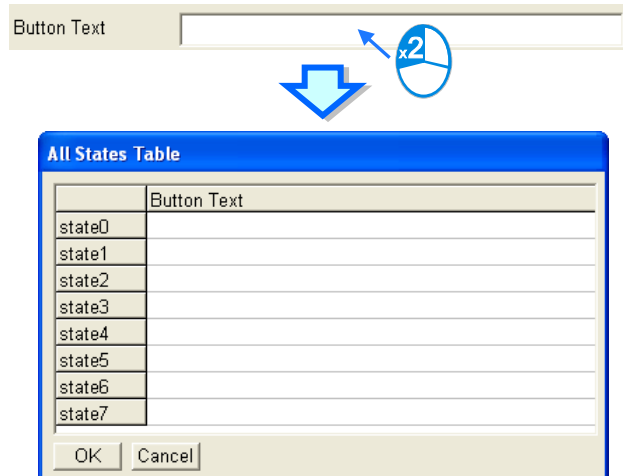 Button Text
x2
All States Table
Button Text
state0
state1
state2
state3
state4
state5
state6
state7
OK Cancel